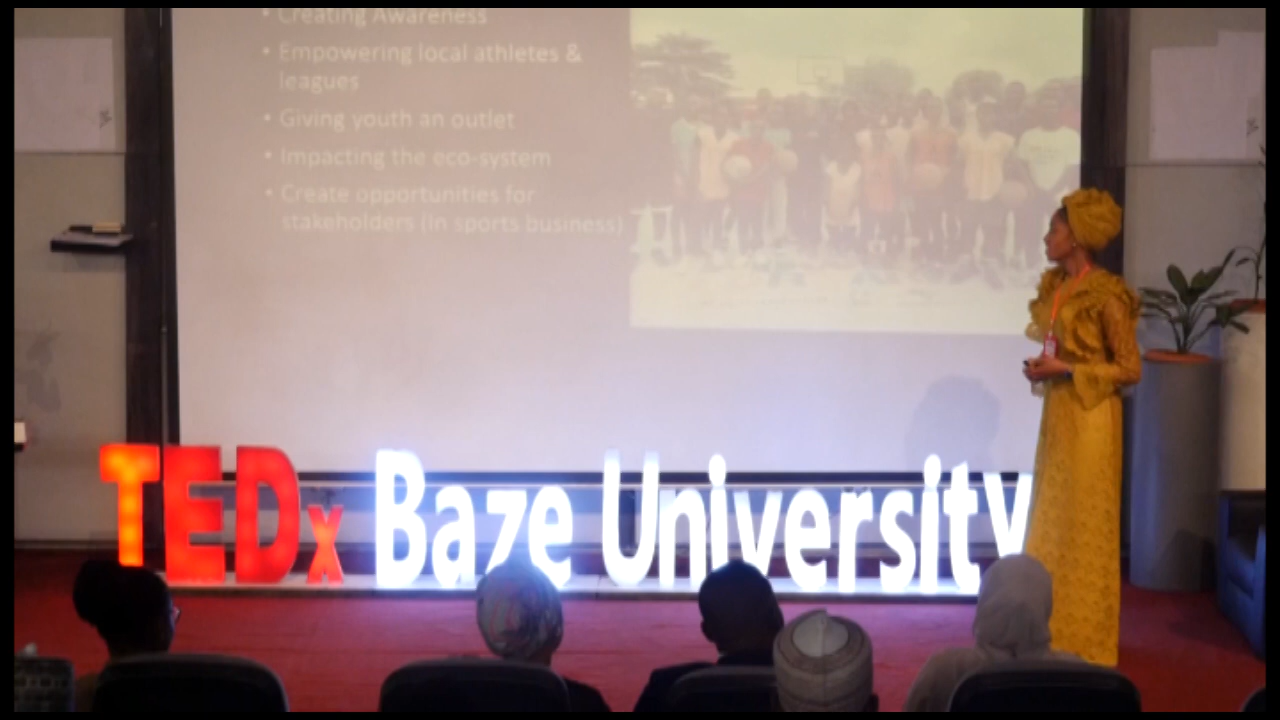 • Creating Awareness
• Empowering local athletes &
leagues
• Giving youth an outlet
• Impacting the eco-system
• Create opportunities for
stakeholders (in sports business)
TEDx Baze University